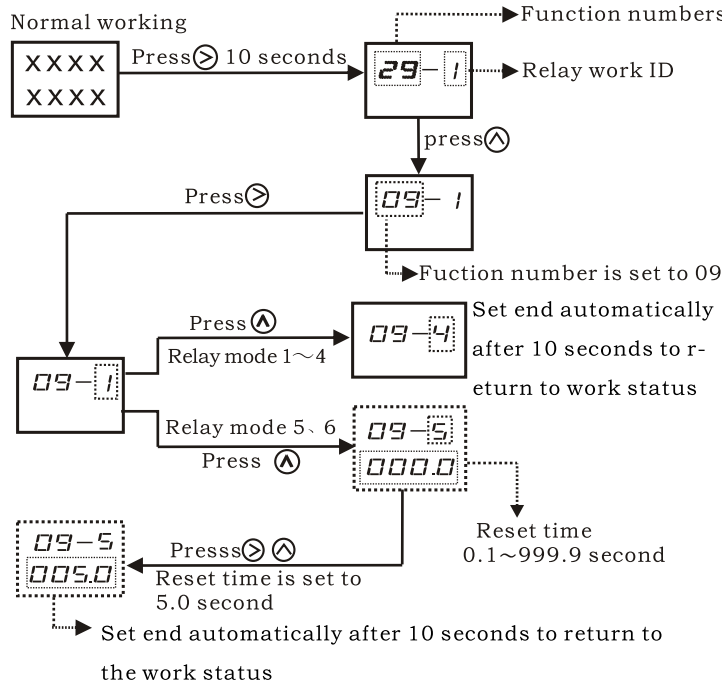 Normal working
XXXX
XXXX
Press 10 seconds
29-1
Function numbers
Relay work ID
press
09-1
Press
Fuction number is set to 09
09-1
Press
Relay mode 1～4
09-4
Set end automatically
after 10 seconds to r-
eturn to work status
Relay mode 5、6
Press
09-5
000.0
Reset time
0.1～999.9 second
Presss
Reset time is set to
5.0 second
09-5
005.0
Set end automatically after 10 seconds to return to
the work status